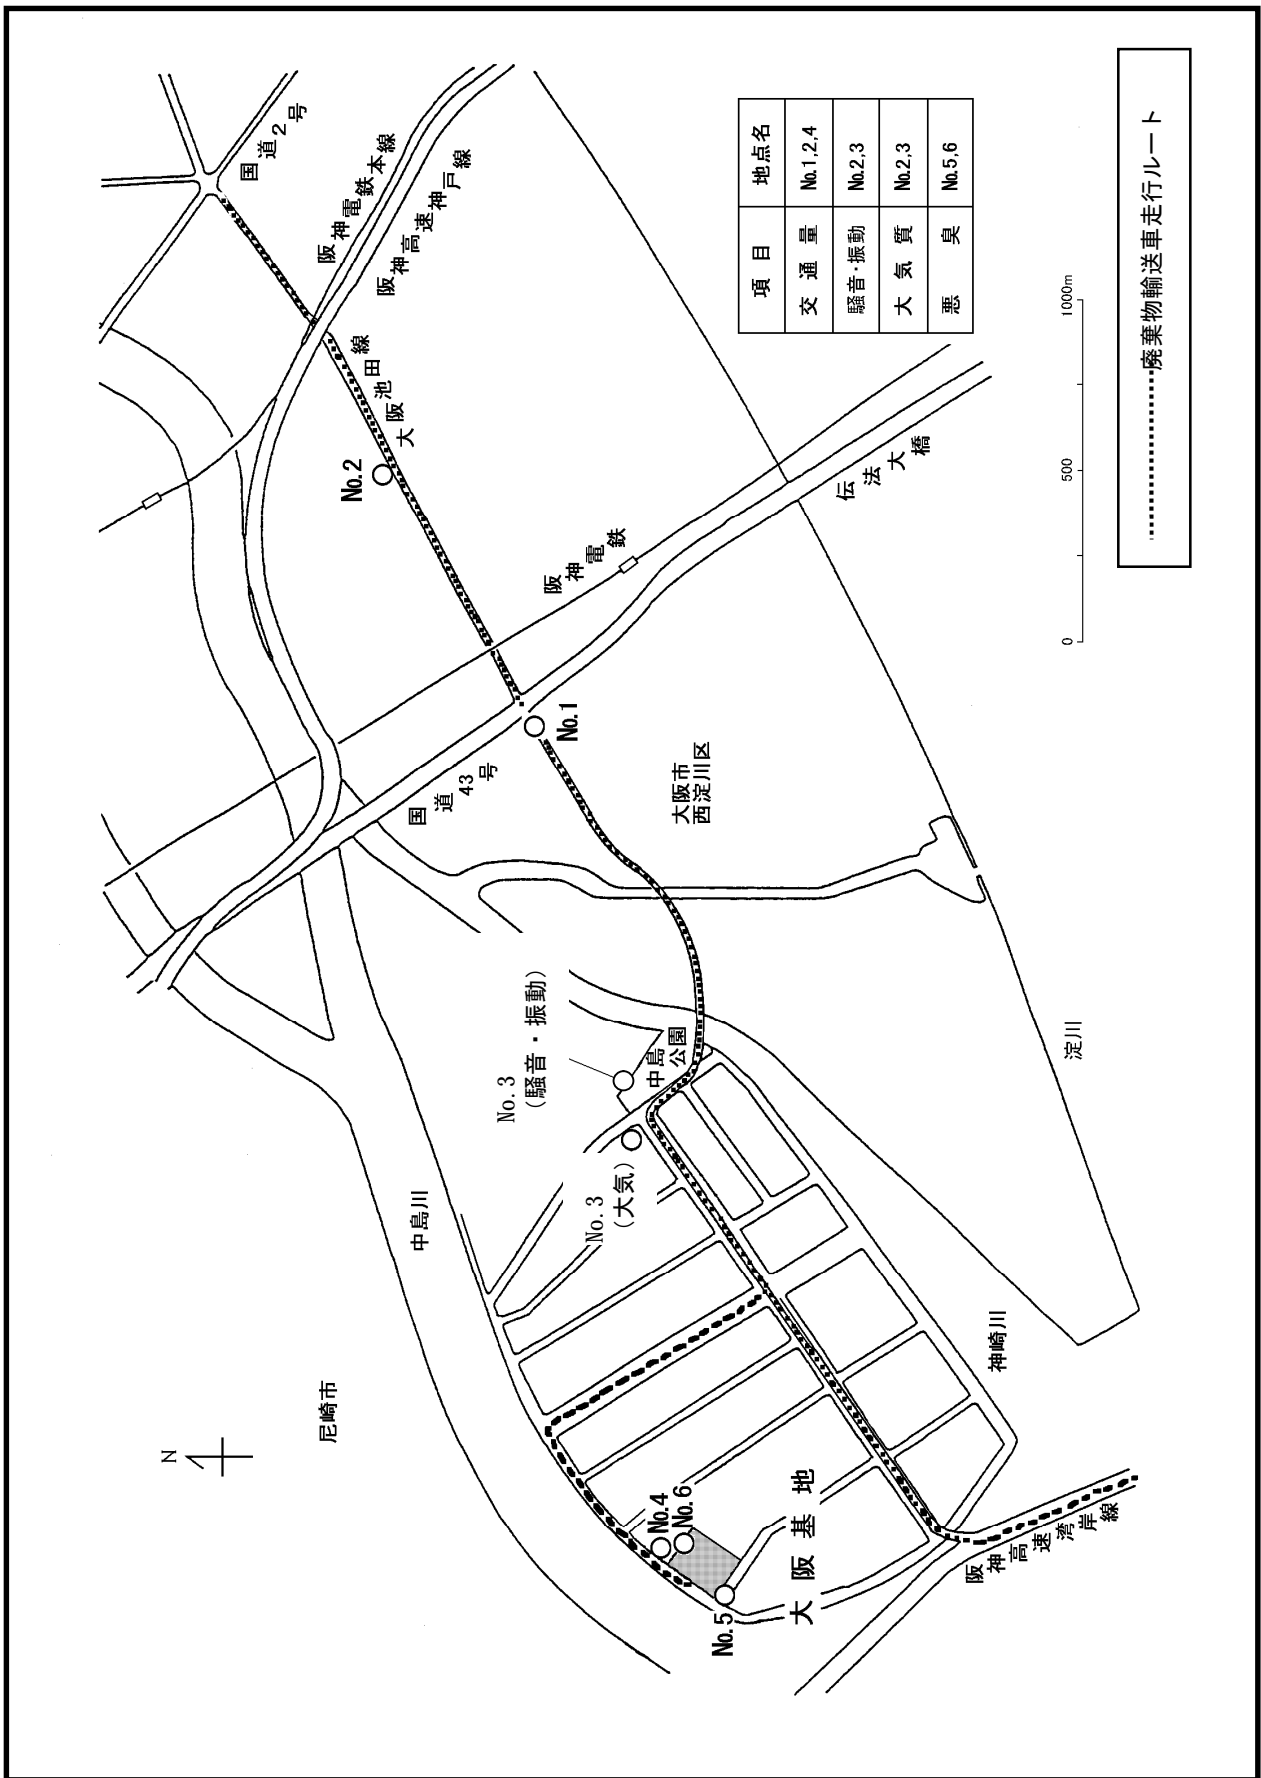 N
尼崎市
中島川
国道2号
阪神電鉄本線
阪神高速神戸線
大阪池田線
No.2
阪神電鉄
国道43号
No.1
伝法大橋
大阪市
西淀川区
No.3
(騒音・振動)
中島
公園
No.3
(大気)
淀川
神崎川
No.4
No.6
No.5
大阪基地
阪神高速湾岸線
項目 地点名
交通量 No.1,2,4
騒音・振動 No.2,3
大気質 No.2,3
悪臭 No.5,6
0 500 1000m
廃棄物輸送車走行ルート